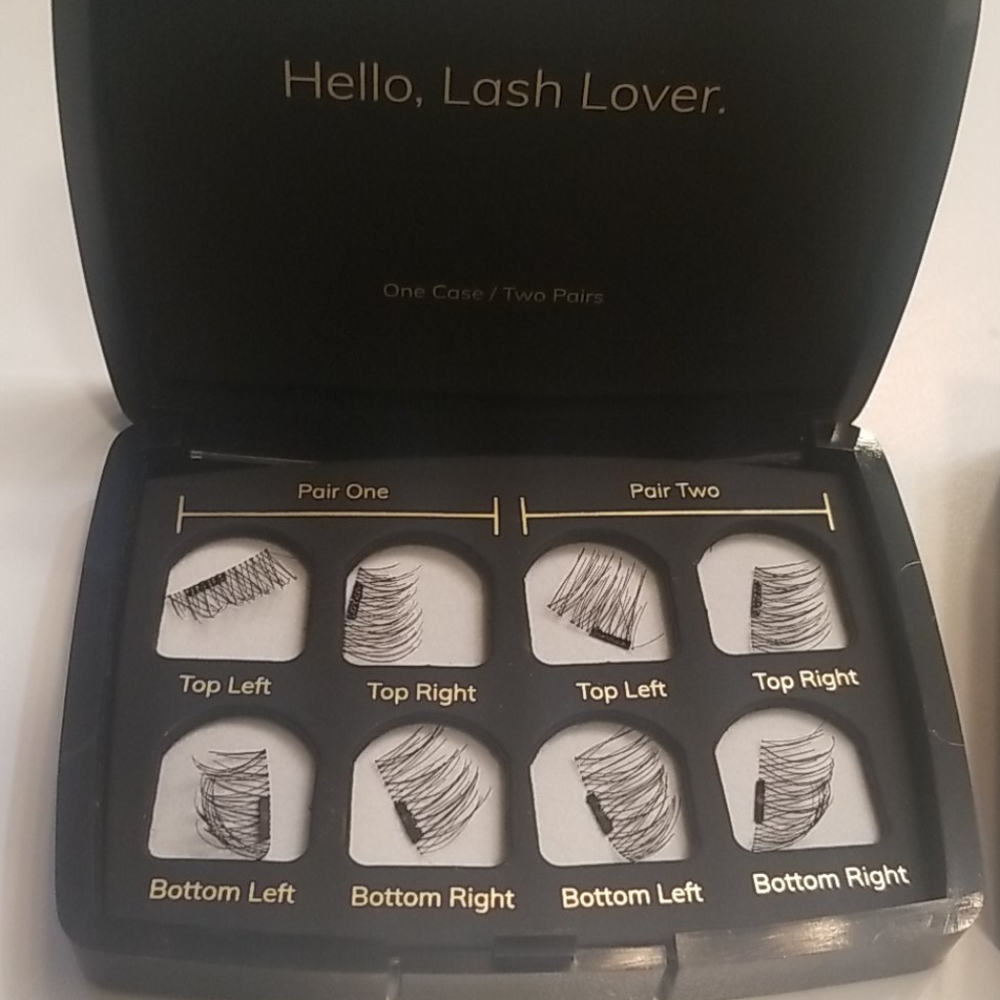 Hello, Lash Lover.
One Case / Two Pairs
Pair One
Pair Two
Top Left
Top Right
Top Left
Top Right
Bottom Left
Bottom Right
Bottom Left
Bottom Right